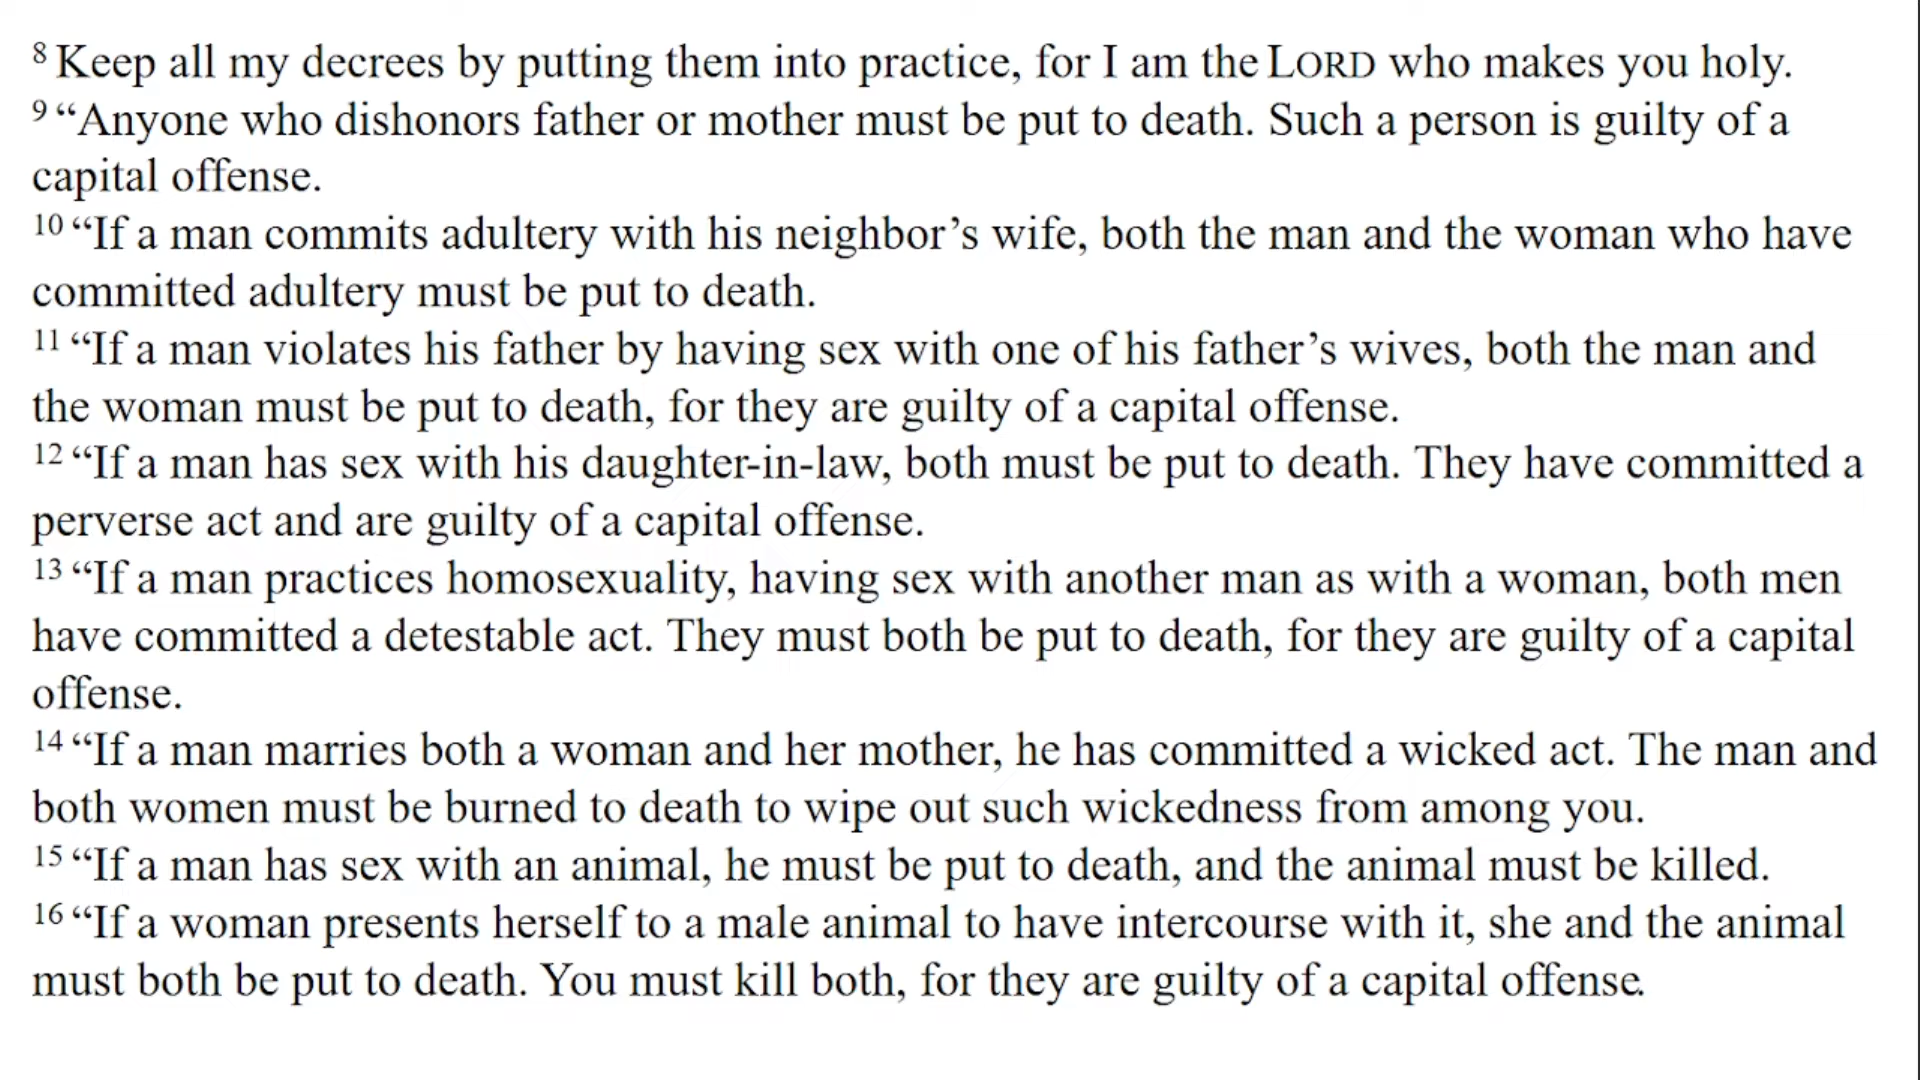 8 Keep all my decrees by putting them into practice, for I am the LORD who makes you holy.
9 “Anyone who dishonors father or mother must be put to death. Such a person is guilty of a
capital offense.
10 “If a man commits adultery with his neighbor’s wife, both the man and the woman who have
committed adultery must be put to death.
11 “If a man violates his father by having sex with one of his father’s wives, both the man and
the woman must be put to death, for they are guilty of a capital offense.
12 “If a man has sex with his daughter-in-law, both must be put to death. They have committed a
perverse act and are guilty of a capital offense.
13 “If a man practices homosexuality, having sex with another man as with a woman, both men
have committed a detestable act. They must both be put to death, for they are guilty of a capital
offense.
14 “If a man marries both a woman and her mother, he has committed a wicked act. The man and
both women must be burned to death to wipe out such wickedness from among you.
15 “If a man has sex with an animal, he must be put to death, and the animal must be killed.
16 “If a woman presents herself to a male animal to have intercourse with it, she and the animal
must both be put to death. You must kill both, for they are guilty of a capital offense.